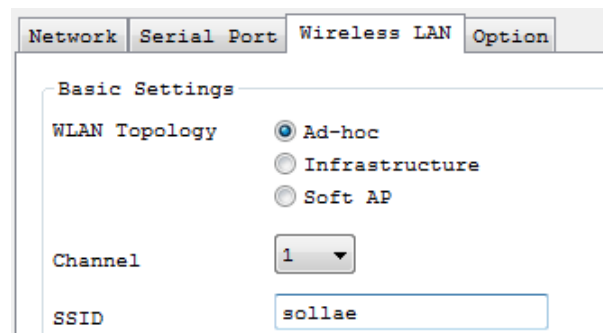 Network Serial Port Wireless LAN Option
Basic Settings
WLAN Topology Ad-hoc
Infrastructure
Soft AP
Channel 1
SSID sollae